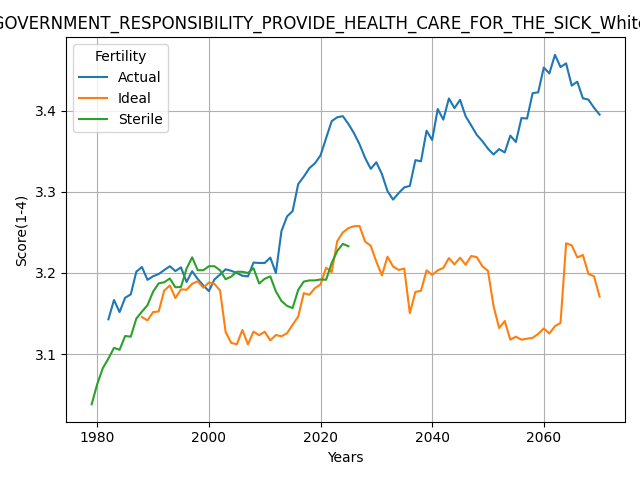 GOVERNMENT_RESPONSIBILITY_PROVIDE_HEALTH_CARE_FOR_THE_SICK_White
Fertility
Actual
Ideal
Sterile
Score(1-4)
3.4
3.3
3.2
3.1
1980 2000 2020 2040 2060
Years